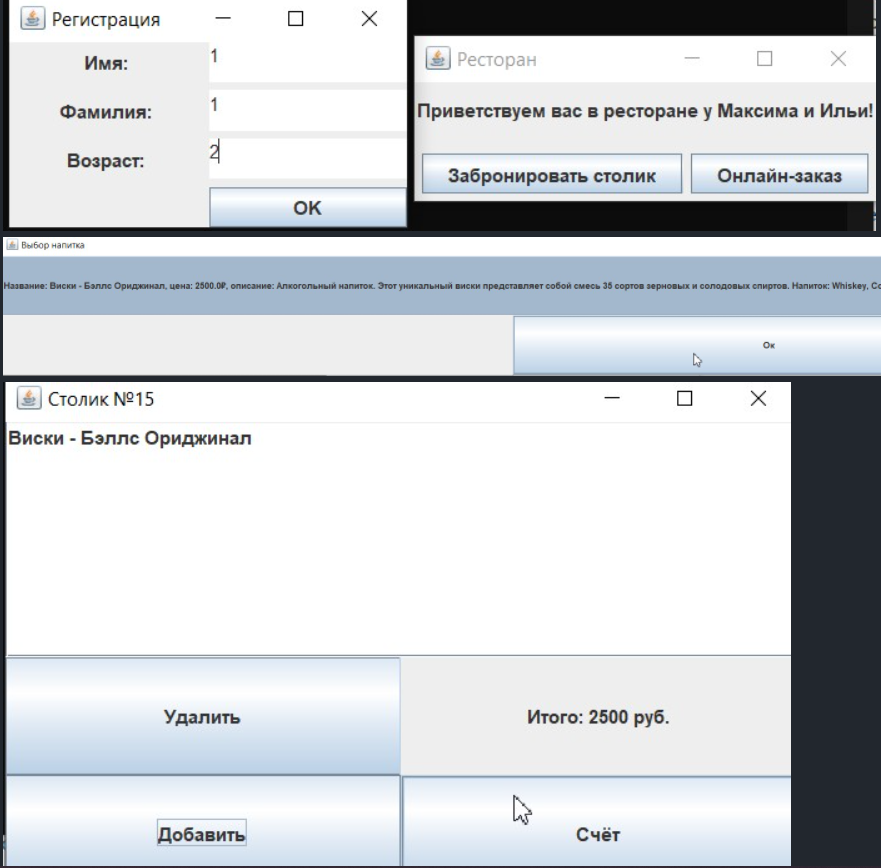 Регистрация
Имя:
1
Фамилия:
1
Возраст:
2
OK
Ресторан
Приветствуем вас в ресторане у Максима и Ильи!
Забронировать столик
Онлайн-заказ
Выбор напитка
Название: Виски - Бэллс Ориджинал, цена: 2500.0₽, описание: Алкогольный напиток. Этот уникальный виски представляет собой смесь 35 сортов зерновых и солодовых спиртов. Напиток: Whiskey,
Ок
Столик №15
Виски - Бэллс Ориджинал
Удалить
Итого: 2500 руб.
Добавить
Счёт